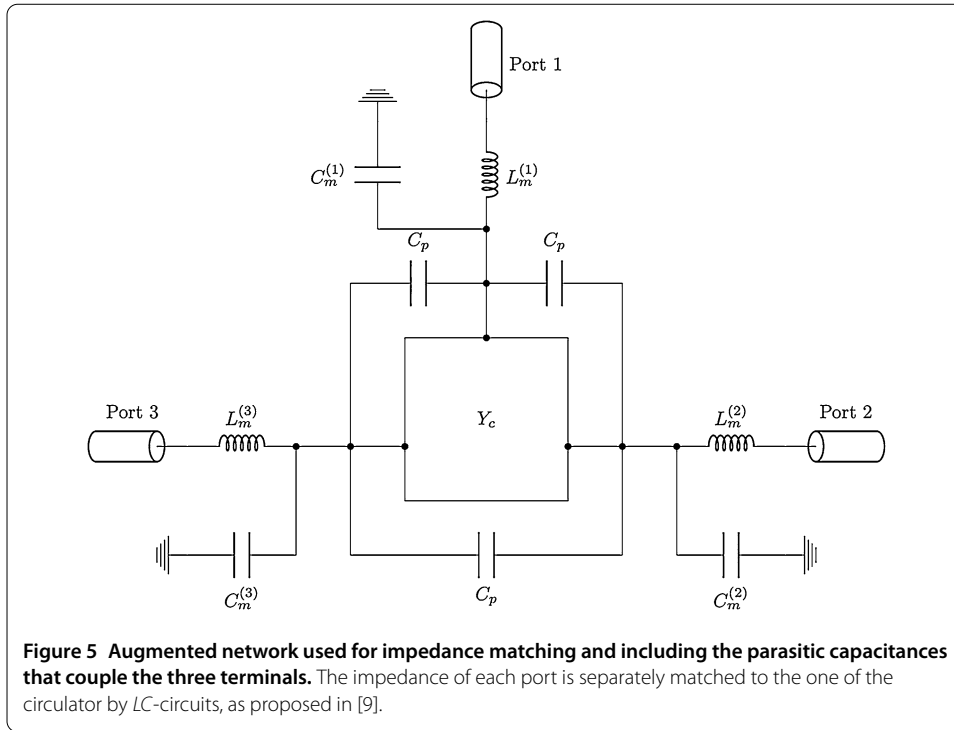 Port 1
C_m^{(1)}
L_m^{(1)}
C_p
C_p
Port 3
L_m^{(3)}
Y_c
L_m^{(2)}
Port 2
C_m^{(3)}
C_p
C_m^{(2)}
Figure 5 Augmented network used for impedance matching and including the parasitic capacitances
that couple the three terminals. The impedance of each port is separately matched to the one of the
circulator by LC-circuits, as proposed in [9].